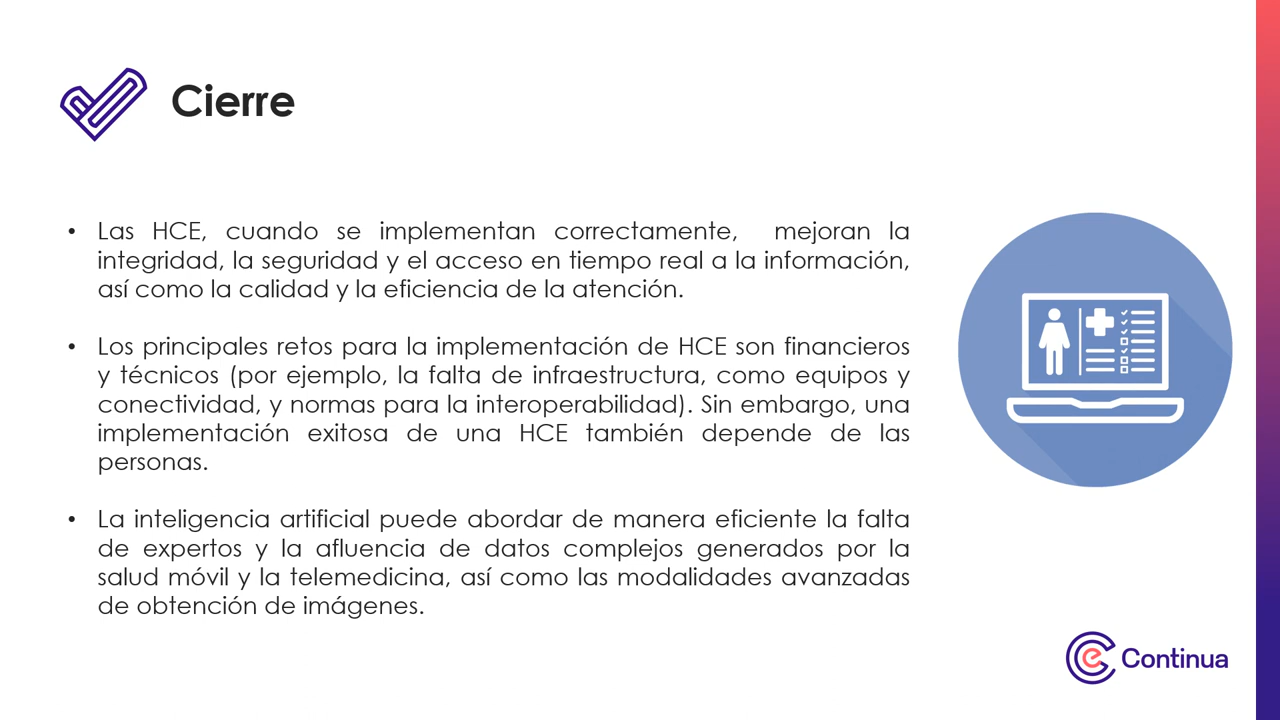 Cierre
• Las HCE, cuando se implementan correctamente, mejoran la
integridad, la seguridad y el acceso en tiempo real a la información,
así como la calidad y la eficiencia de la atención.
• Los principales retos para la implementación de HCE son financieros
y técnicos (por ejemplo, la falta de infraestructura, como equipos y
conectividad, y normas para la interoperabilidad). Sin embargo, una
implementación exitosa de una HCE también depende de las
personas.
• La inteligencia artificial puede abordar de manera eficiente la falta
de expertos y la afluencia de datos complejos generados por la
salud móvil y la telemedicina, así como las modalidades avanzadas
de obtención de imágenes.
Continua